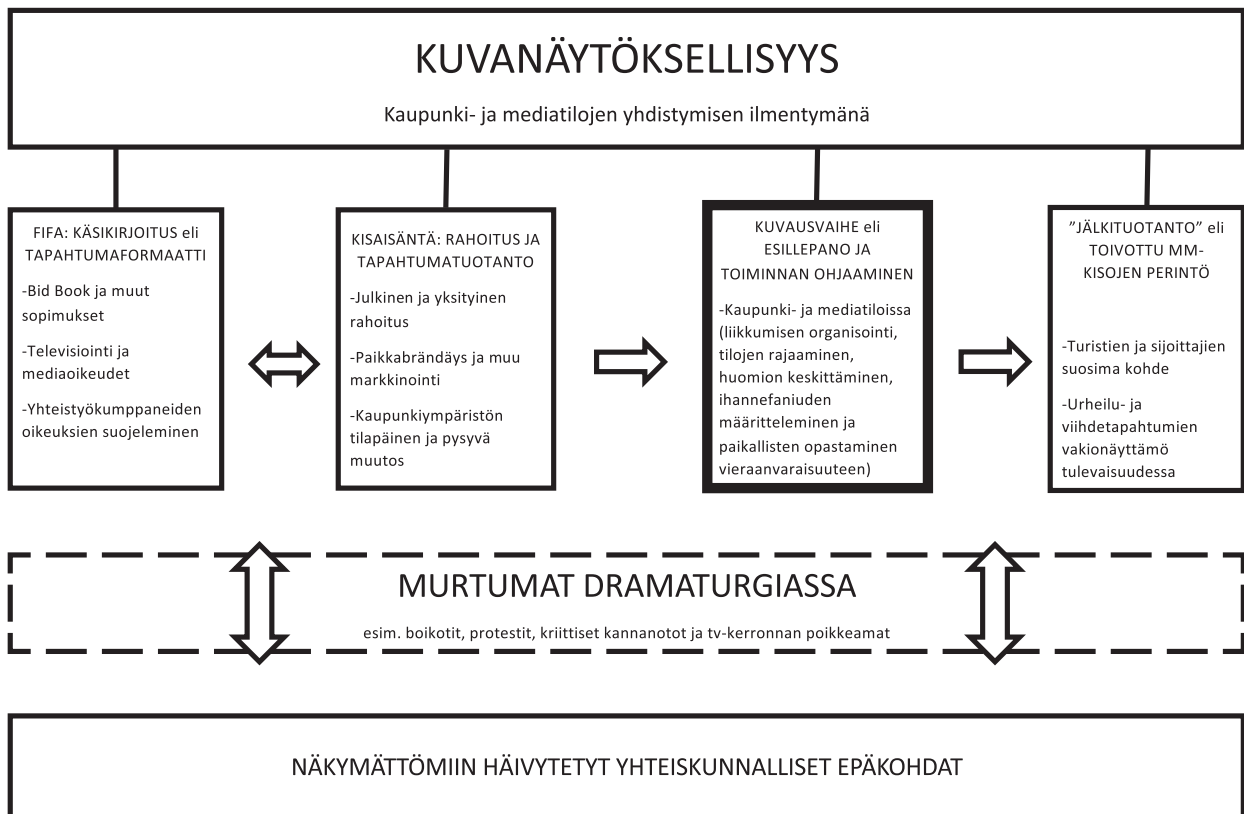 KUVANÄYTÖKSELLISYYS
Kaupunki- ja mediatilojen yhdistymisen ilmentymänä
FIFA: KÄSIKIRJOITUS eli
TAPAHTUMAFORMAATTI
-Bid Book ja muut
sopimukset
-Televisiointi ja
mediaoikeudet
-Yhteistyökumppaneiden
oikeuksien suojeleminen
KISAISÄNTÄ: RAHOITUS JA
TAPAHTUMATUOTANTO
-Julkinen ja yksityinen
rahoitus
-Paikkabrändäys ja muu
markkinointi
-Kaupunkiympäristön
tilapäinen ja pysyvä
muutos
KUVAUSVAIHE eli
ESILLEPANO JA
TOIMINNAN OHJAAMINEN
-Kaupunki- ja mediatiloissa
(liikkumisen organisointi,
tilojen rajaaminen,
huomion keskittäminen,
ihannefaniuden
määritteleminen ja
paikallisten opastaminen
vieraanvaraisuuteen)
”JÄLKITUOTANTO” eli
TOIVOTTU MM-
KISOJEN PERINTÖ
-Turistien ja sijoittajien
suosima kohde
-Urheilu- ja
viihdetapahtumien
vakionäyttämö
tulevaisuudessa
MURTUMAT DRAMATURGIASSA
esim. boikotit, protestit, kriittiset kannanotot ja tv-kerronnan poikkeamat
NÄKYMÄTTÖMIIN HÄIVYTETYT YHTEISKUNNALLISET EPÄKOHDAT